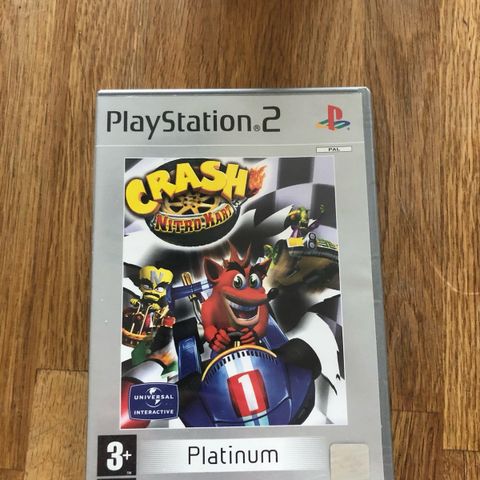 PlayStation®2
PAL
CRASH
NITRO KART
1
UNIVERSAL
INTERACTIVE
3+
Platinum